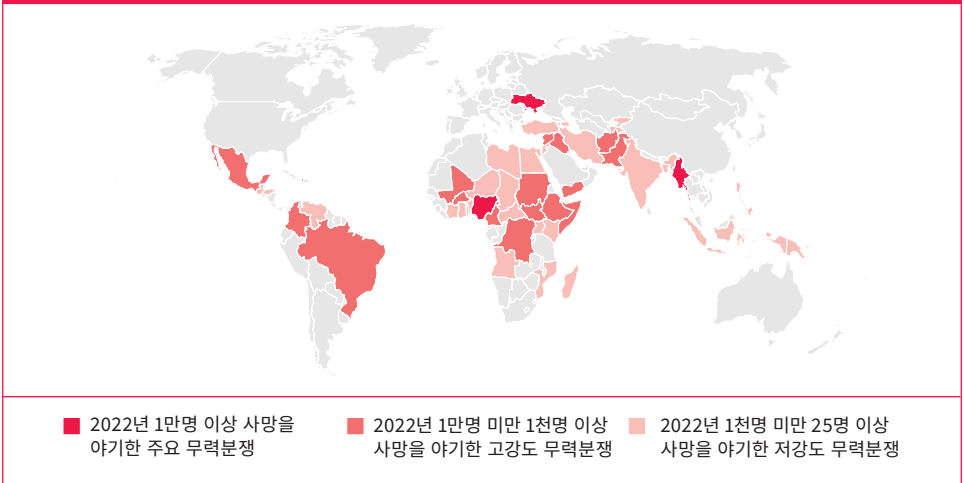 2022년 1만명 이상 사망을
야기한 주요 무력분쟁
2022년 1만명 미만 1천명 이상
사망을 야기한 고강도 무력분쟁
2022년 1천명 미만 25명 이상
사망을 야기한 저강도 무력분쟁